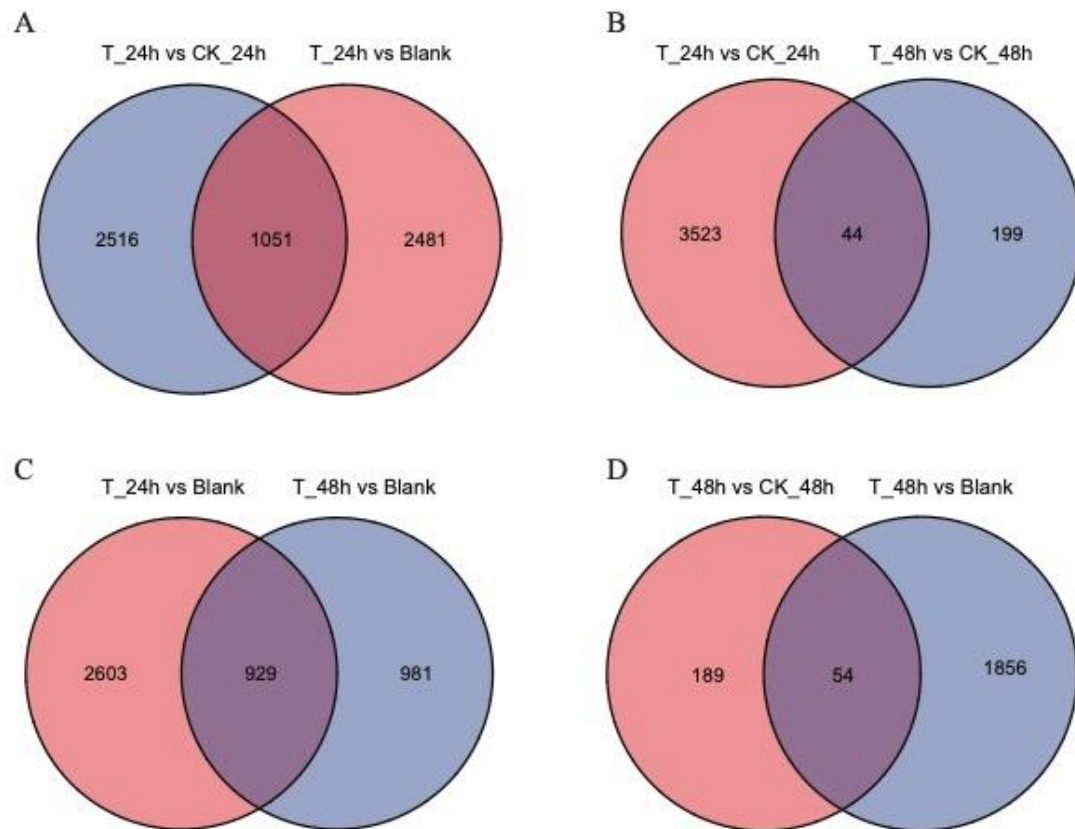 A
T_24h vs CK_24h T_24h vs Blank
2516 1051 2481
B
T_24h vs CK_24h T_48h vs CK_48h
3523 44 199
C
T_24h vs Blank T_48h vs Blank
2603 929 981
D
T_48h vs CK_48h T_48h vs Blank
189 54 1856